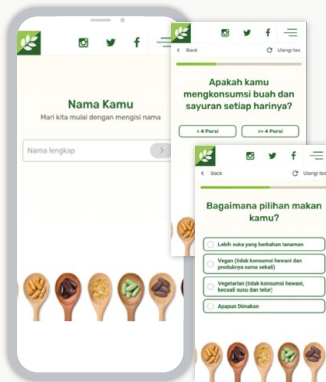 Nama Kamu
Mari kita mulai dengan mengisi nama
Nama lengkap
Back
Ulangi tes
Apakah kamu
mengkonsumsi buah dan
sayuran setiap harinya?
< 4 Porsi
>= 4 Porsi
Back
Ulangi tes
Bagaimana pilihan makan
kamu?
Lebih suka yang berbahan tanaman
Vegan (tidak konsumsi hewani dan
produknya sama sekali)
Vegetarian (tidak konsumsi hewani,
kecuali susu dan telur)
Apapun Dimakan